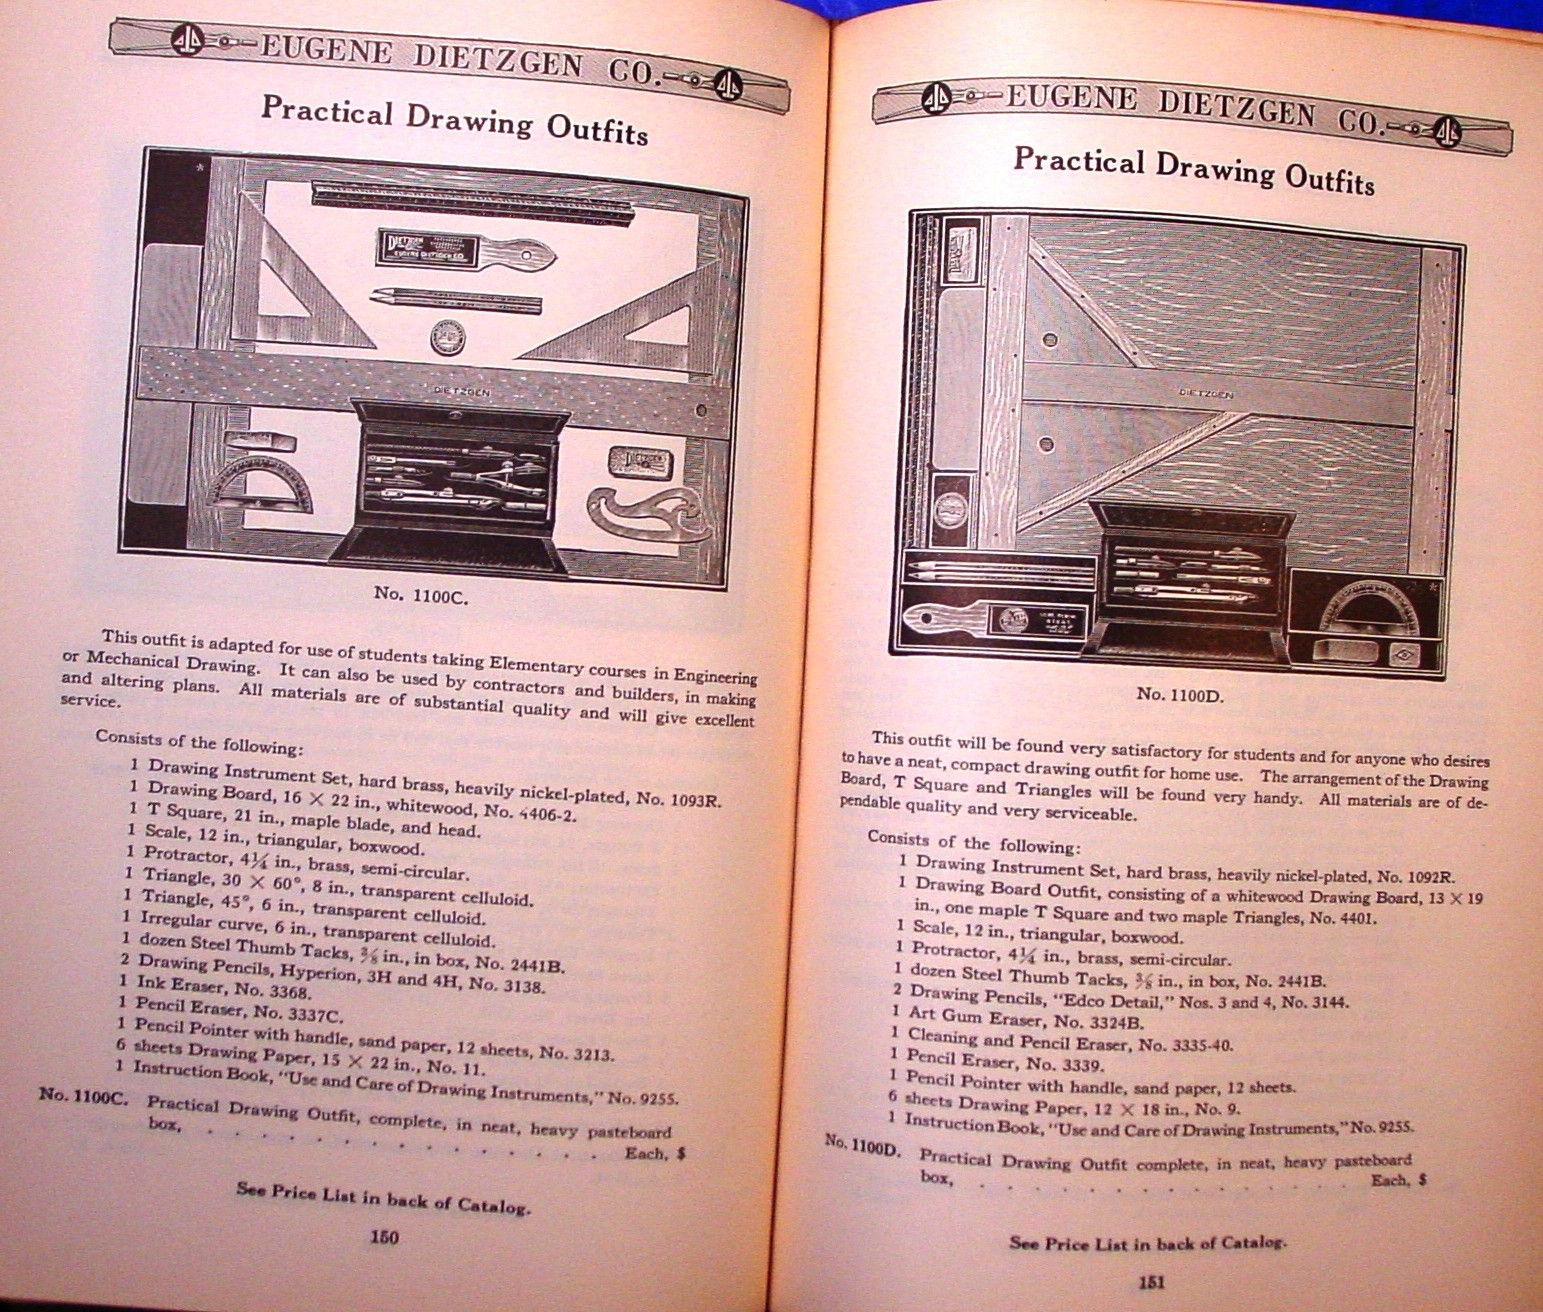 EUGENE DIETZGEN CO.
Practical Drawing Outfits
DIETZGEN
EUGENE DIETZGEN CO.
DIETZGEN
DIETZGEN
No. 1100C.
This outfit is adapted for use of students taking Elementary courses in Engineering
or Mechanical Drawing. It can also be used by contractors and builders, in making
and altering plans. All materials are of substantial quality and will give excellent
service.
Consists of the following:
1 Drawing Instrument Set, hard brass, heavily nickel-plated, No. 1093R.
1 Drawing Board, 16 × 22 in., whitewood, No. 4406-2.
1 T Square, 21 in., maple blade, and head.
1 Scale, 12 in., triangular, boxwood.
1 Protractor, 4¼ in., brass, semi-circular.
1 Triangle, 30 × 60°, 8 in., transparent celluloid.
1 Triangle, 45°, 6 in., transparent celluloid.
1 Irregular curve, 6 in., transparent celluloid.
1 dozen Steel Thumb Tacks, ⅜ in., in box, No. 2441B.
2 Drawing Pencils, Hyperion, 3H and 4H, No. 3138.
1 Ink Eraser, No. 3368.
1 Pencil Eraser, No. 3337C.
1 Pencil Pointer with handle, sand paper, 12 sheets, No. 3213.
6 sheets Drawing Paper, 15 × 22 in., No. 11.
1 Instruction Book, "Use and Care of Drawing Instruments," No. 9255.
No. 1100C. Practical Drawing Outfit, complete, in neat, heavy pasteboard
box, . . . . . . . . . . . . . . . Each, $
See Price List in back of Catalog.
150
EUGENE DIETZGEN CO.
Practical Drawing Outfits
DIETZGEN
No. 1100D.
This outfit will be found very satisfactory for students and for anyone who desires
to have a neat, compact drawing outfit for home use. The arrangement of the Drawing
Board, T Square and Triangles will be found very handy. All materials are of de-
pendable quality and very serviceable.
Consists of the following:
1 Drawing Instrument Set, hard brass, heavily nickel-plated, No. 1092R.
1 Drawing Board Outfit, consisting of a whitewood Drawing Board, 13 × 19
in., one maple T Square and two maple Triangles, No. 4401.
1 Scale, 12 in., triangular, boxwood.
1 Protractor, 4¼ in., brass, semi-circular.
1 dozen Steel Thumb Tacks, ⅜ in., in box, No. 2441B.
2 Drawing Pencils, "Edco Detail," Nos. 3 and 4, No. 3144.
1 Art Gum Eraser, No. 3324B.
1 Cleaning and Pencil Eraser, No. 3335-40.
1 Pencil Eraser, No. 3339.
1 Pencil Pointer with handle, sand paper, 12 sheets.
6 sheets Drawing Paper, 12 × 18 in., No. 9.
1 Instruction Book, "Use and Care of Drawing Instruments," No. 9255.
No. 1100D. Practical Drawing Outfit complete, in neat, heavy pasteboard
box, . . . . . . . . . . . . . . . Each, $
See Price List in back of Catalog.
151